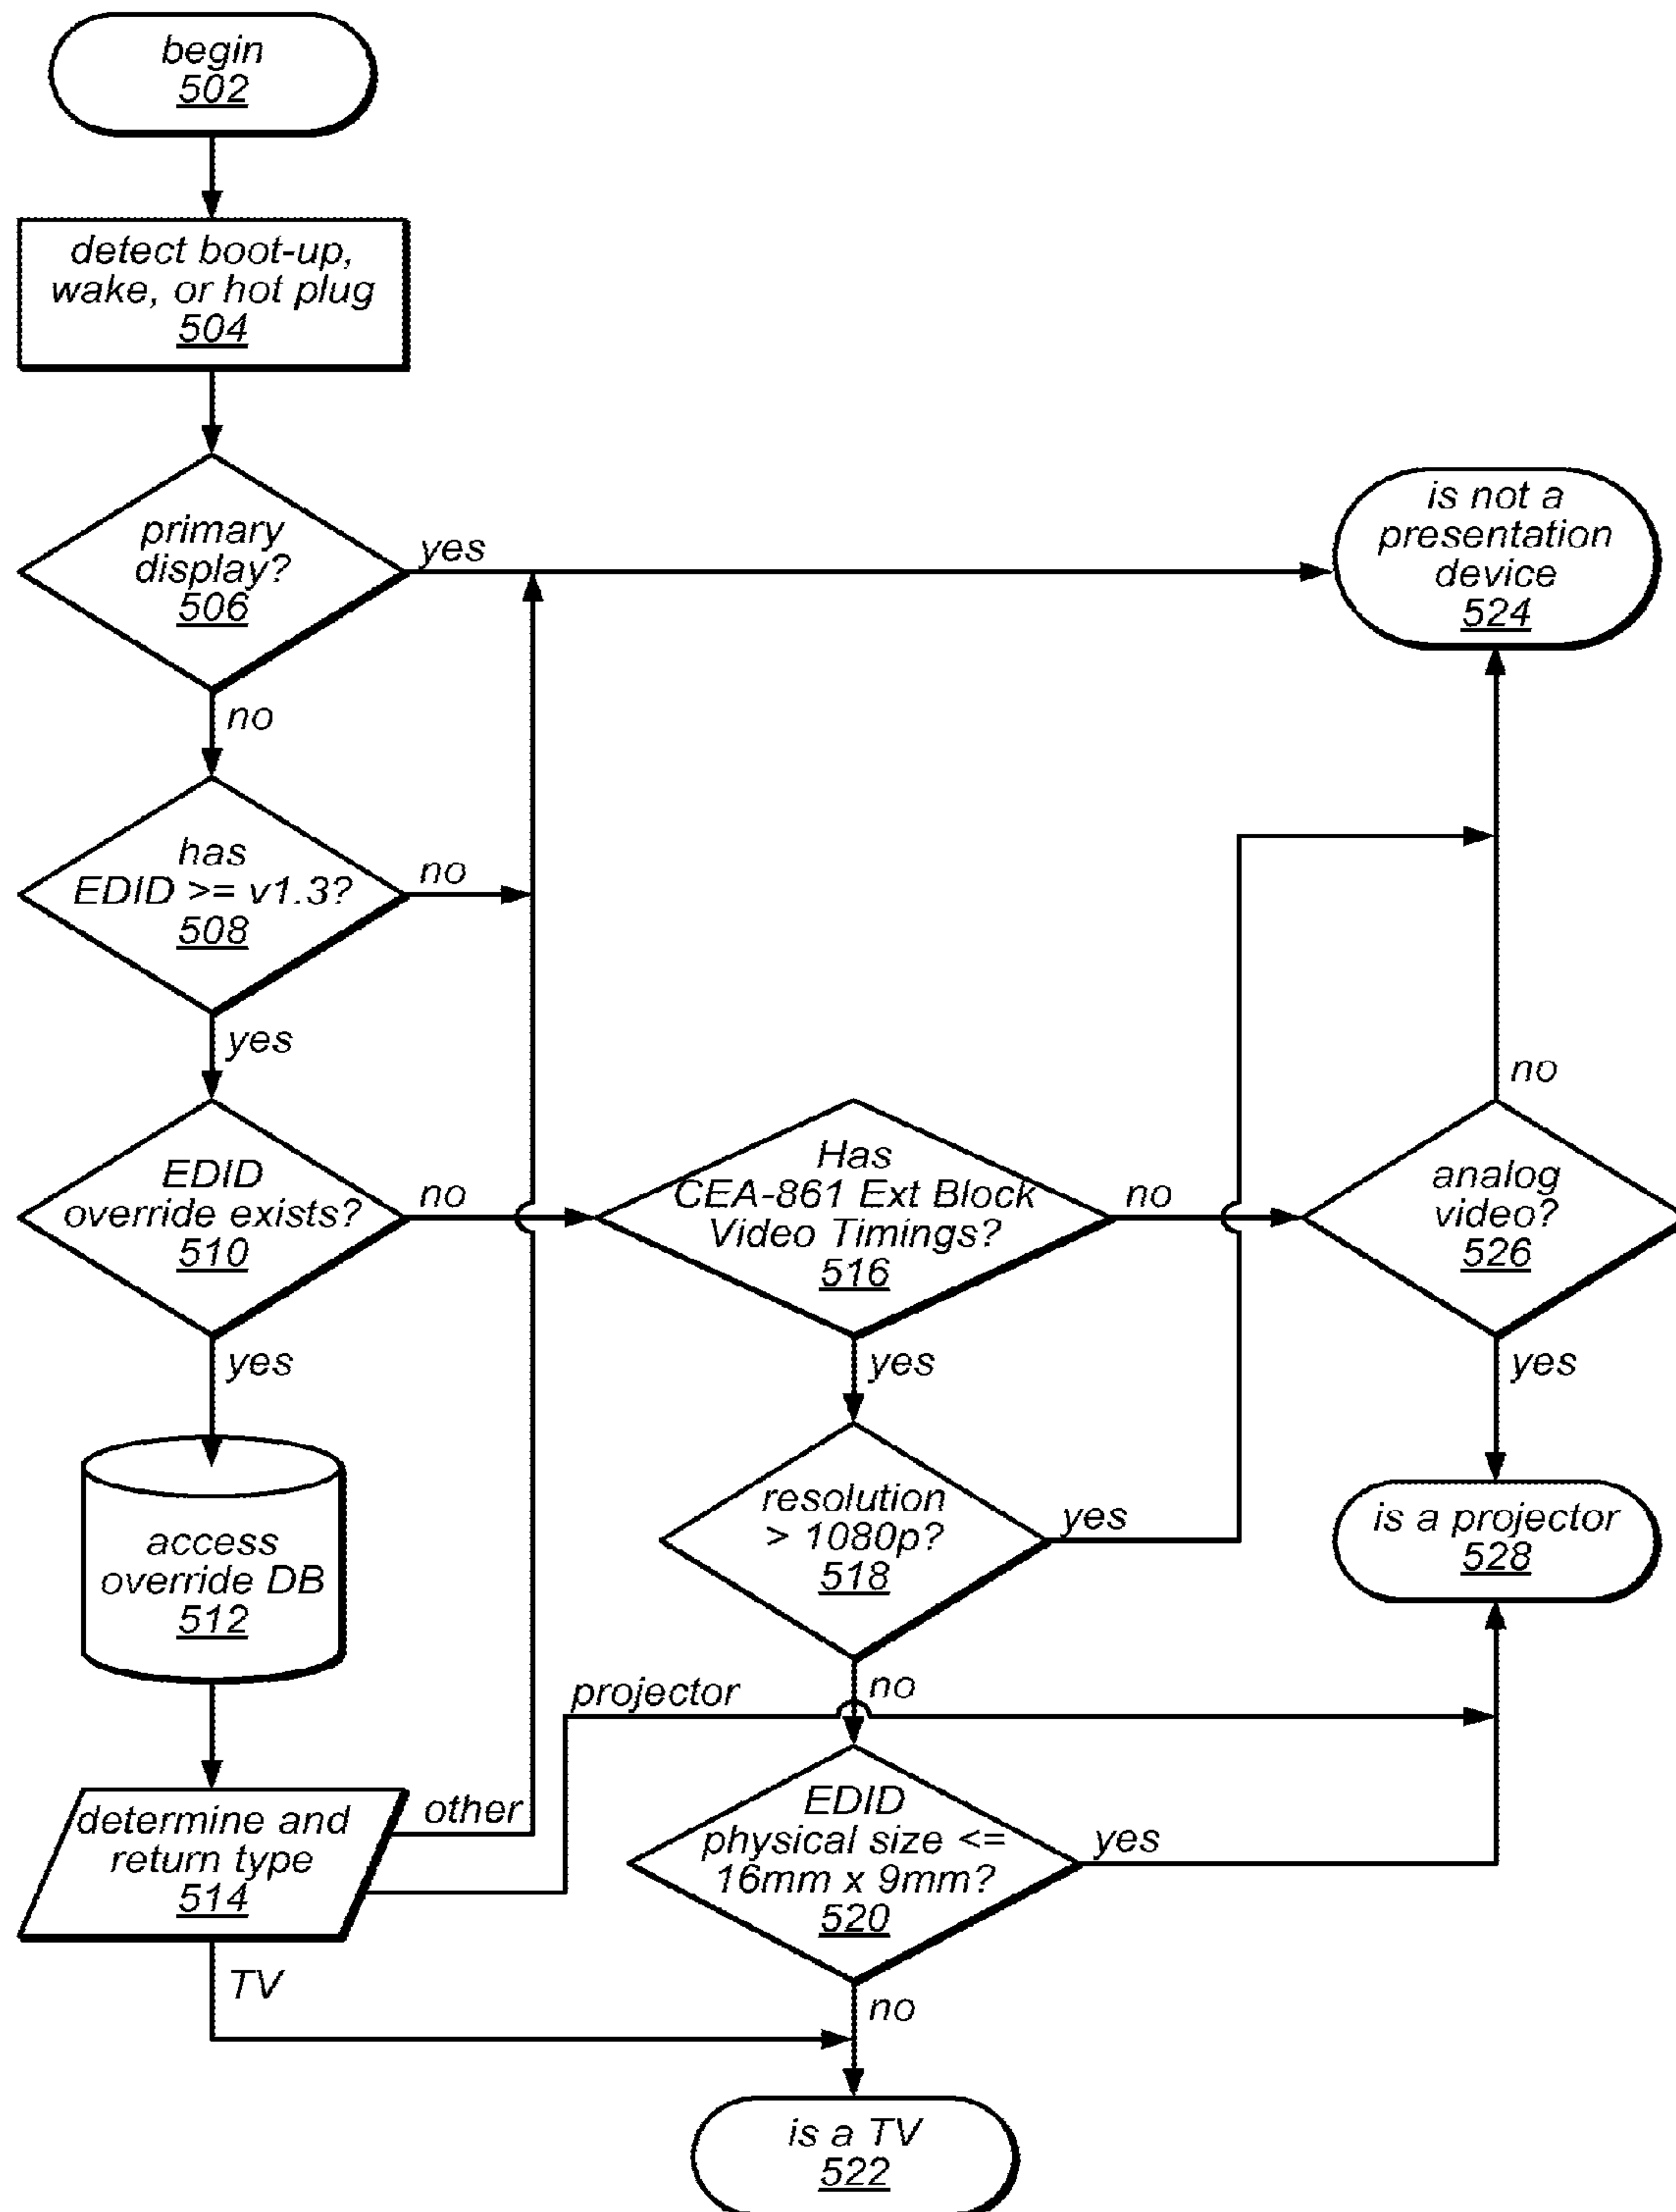 begin
502
detect boot-up,
wake, or hot plug
504
primary
display?
506
yes
is not a
presentation
device
524
no
has
EDID >= v1.3?
508
no
yes
no
EDID
override exists?
510
no
Has
CEA-861 Ext Block
Video Timings?
516
no
analog
video?
526
yes
yes
yes
access
override DB
512
resolution
> 1080p?
518
yes
is a projector
528
projector
no
determine and
return type
514
other
EDID
physical size <=
16mm x 9mm?
520
yes
TV
no
is a TV
522